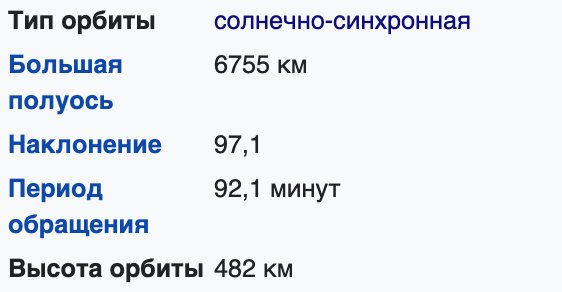 Тип орбиты солнечно-синхронная
Большая 6755 км
полуось
Наклонение 97,1
Период 92,1 минут
обращения
Высота орбиты 482 км